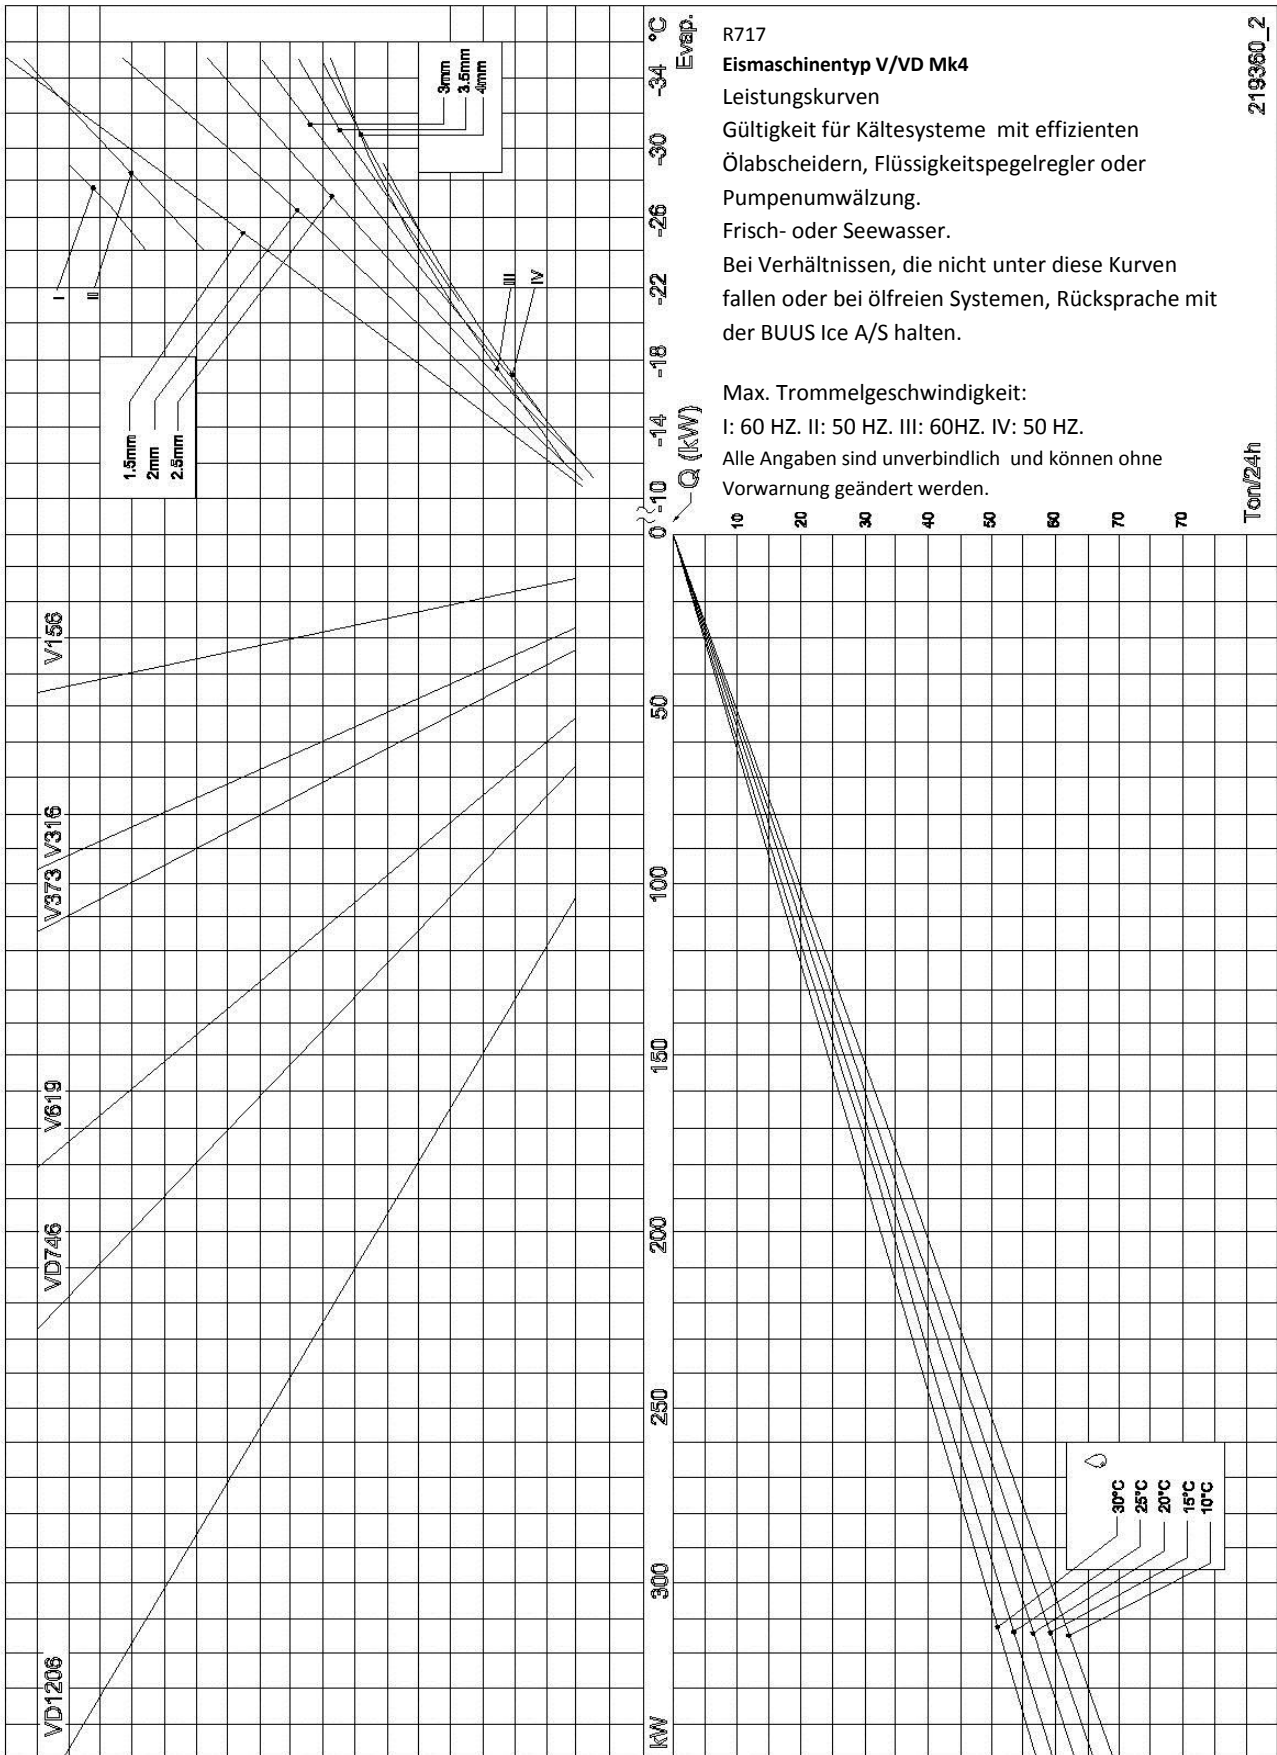 R717
Eismaschinentyp V/VD Mk4
Leistungskurven
Gültigkeit für Kältesysteme mit effizienten
Ölabscheidern, Flüssigkeitspegelregler oder
Pumpenumwälzung.
Frisch- oder Seewasser.
Bei Verhältnissen, die nicht unter diese Kurven
fallen oder bei ölfreien Systemen, Rücksprache mit
der BUUS Ice A/S halten.
Max. Trommelgeschwindigkeit:
I: 60 HZ. II: 50 HZ. III: 60HZ. IV: 50 HZ.
Alle Angaben sind unverbindlich und können ohne
Vorwarnung geändert werden.
219360_2
°C
Evap.
-34
-30
-26
-22
-18
-14
-10
0
Q (kW)
50
100
150
200
250
300
kW
10
20
30
40
50
60
70
70
Ton/24h
3mm
3.5mm
4mm
I
II
III
IV
1.5mm
2mm
2.5mm
V156
V316
V373
V619
VD746
VD1206
30°C
25°C
20°C
15°C
10°C